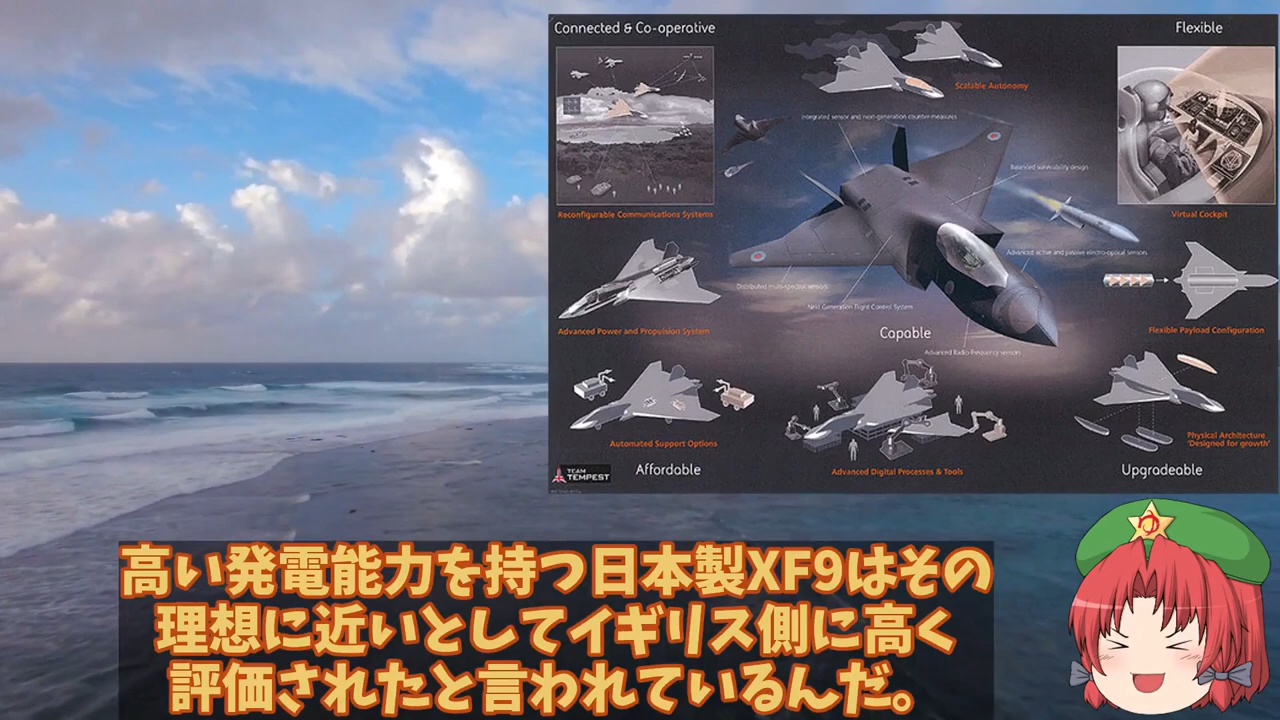 Connected & Co-operative
Flexible
Scalable Autonomy
Integrated sensor and next-generation counter-measures
Balanced survivability design
Reconfigurable Communications Systems
Virtual Cockpit
Advanced active and passive electro-optical sensors
Distributed multi-spectral sensors
Next Generation Flight Control System
Advanced Power and Propulsion System
Capable
Flexible Payload Configuration
Advanced Radio-frequency sensors
Automated Support Options
Physical Architecture
'Designed for growth'
TEAM
TEMPEST
Affordable
Advanced Digital Processes & Tools
Upgradeable
高い発電能力を持つ日本製XF9はその
理想に近いとしてイギリス側に高く
評価されたと言われているんだ。